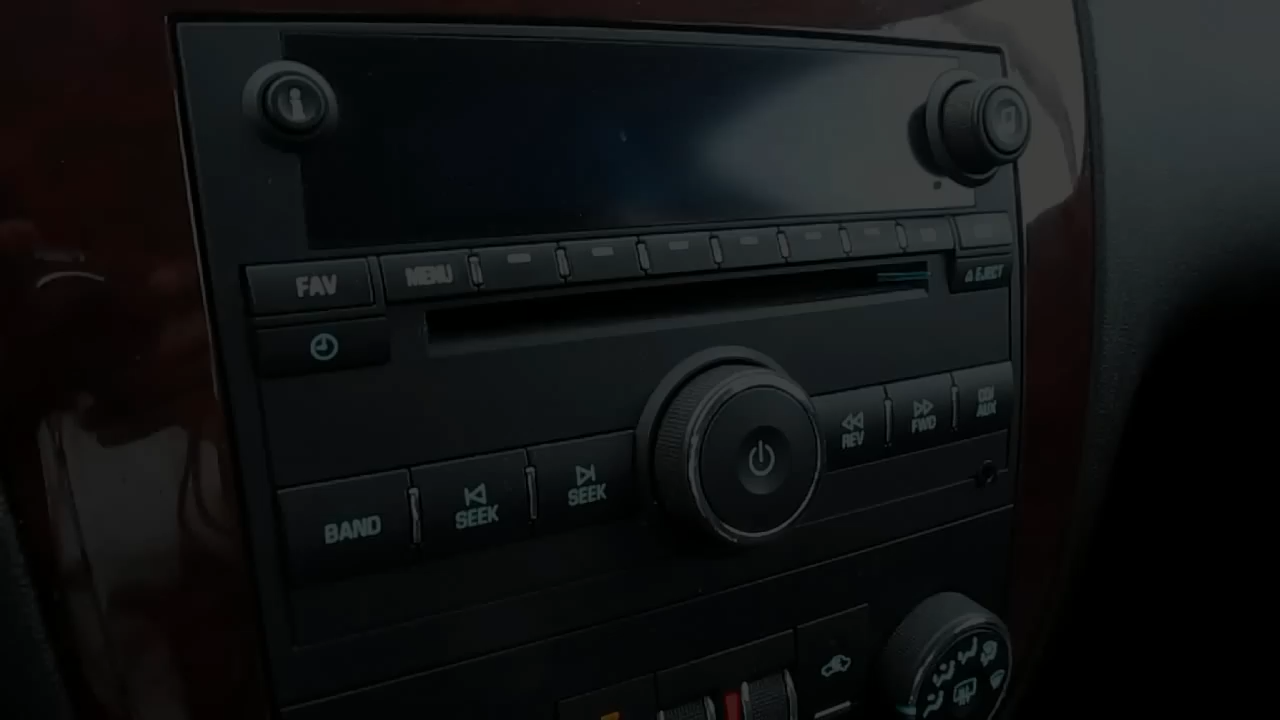 FAV
MENU
EJECT
BAND
SEEK
SEEK
REV
FWD
CD/
AUX